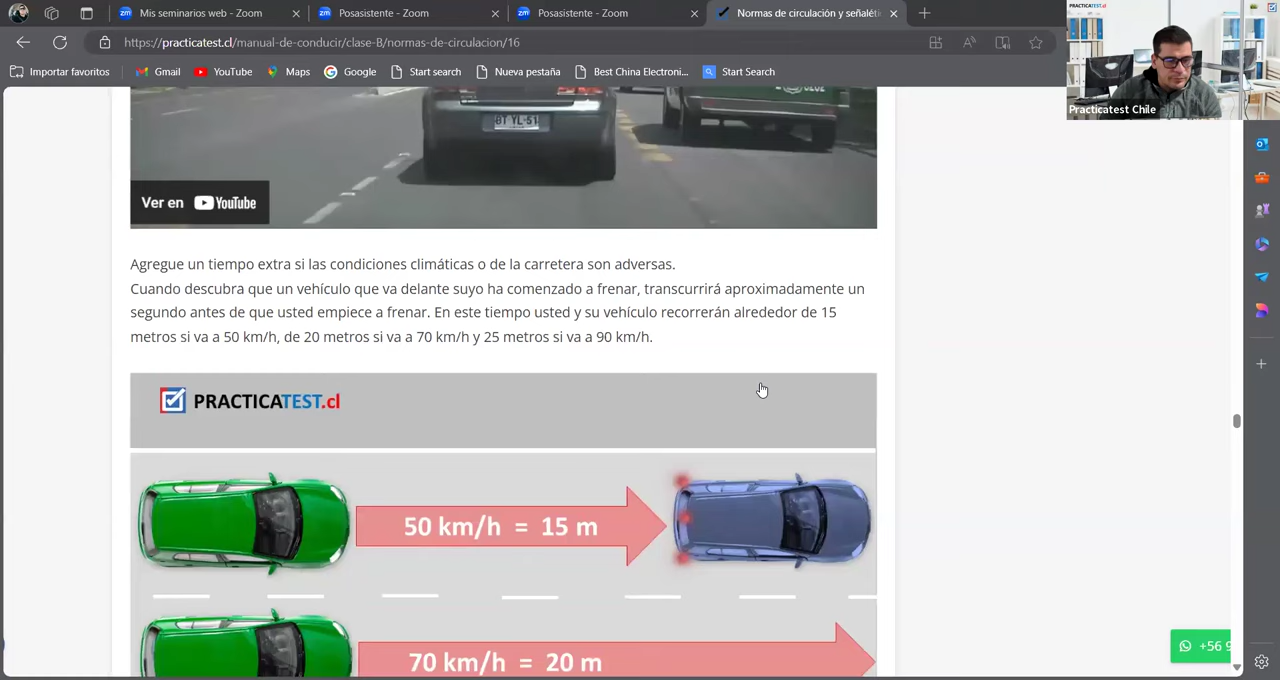 Mis seminarios web - Zoom
Posasistente - Zoom
Posasistente - Zoom
Normas de circulación y señaléti
https://practicatest.cl/manual-de-conducir/clase-B/normas-de-circulacion/16
Importar favoritos
Gmail
YouTube
Maps
Google
Start search
Nueva pestaña
Best China Electroni...
Start Search
PRACTICATEST.cl
Practicatest Chile
BT YL-51
Ver en YouTube
Agregue un tiempo extra si las condiciones climáticas o de la carretera son adversas.
Cuando descubra que un vehículo que va delante suyo ha comenzado a frenar, transcurrirá aproximadamente un
segundo antes de que usted empiece a frenar. En este tiempo usted y su vehículo recorrerán alrededor de 15
metros si va a 50 km/h, de 20 metros si va a 70 km/h y 25 metros si va a 90 km/h.
PRACTICATEST.cl
50 km/h = 15 m
70 km/h = 20 m
+56 9